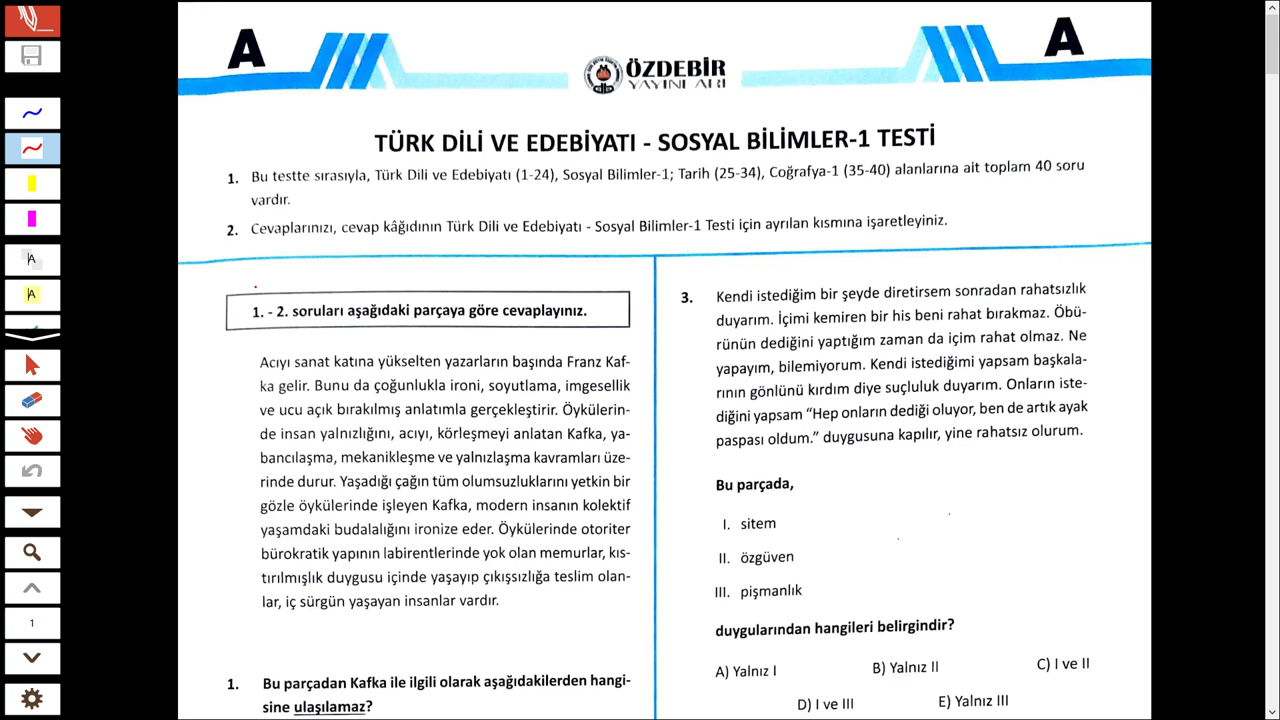 A
A
ÖZDEBİR
YAYINLARI
TÜRK DİLİ VE EDEBİYATI - SOSYAL BİLİMLER-1 TESTİ
1. Bu testte sırasıyla, Türk Dili ve Edebiyatı (1-24), Sosyal Bilimler-1; Tarih (25-34), Coğrafya-1 (35-40) alanlarına ait toplam 40 soru
vardır.
2. Cevaplarınızı, cevap kâğıdının Türk Dili ve Edebiyatı - Sosyal Bilimler-1 Testi için ayrılan kısmına işaretleyiniz.
1. - 2. soruları aşağıdaki parçaya göre cevaplayınız.
Acıyı sanat katına yükselten yazarların başında Franz Kaf-
ka gelir. Bunu da çoğunlukla ironi, soyutlama, imgesellik
ve ucu açık bırakılmış anlatımla gerçekleştirir. Öykülerin-
de insan yalnızlığını, acıyı, körleşmeyi anlatan Kafka, ya-
bancılaşma, mekanikleşme ve yalnızlaşma kavramları üze-
rinde durur. Yaşadığı çağın tüm olumsuzluklarını yetkin bir
gözle öykülerinde işleyen Kafka, modern insanın kolektif
yaşamdaki budalalığını ironize eder. Öykülerinde otoriter
bürokratik yapının labirentlerinde yok olan memurlar, kıs-
tırılmışlık duygusu içinde yaşayıp çıkışsızlığa teslim olan-
lar, iç sürgün yaşayan insanlar vardır.
1. Bu parçadan Kafka ile ilgili olarak aşağıdakilerden hangi-
sine ulaşılamaz?
3. Kendi istediğim bir şeyde diretirsem sonradan rahatsızlık
duyarım. İçimi kemiren bir his beni rahat bırakmaz. Öbü-
rünün dediğini yaptığım zaman da içim rahat olmaz. Ne
yapayım, bilemiyorum. Kendi istediğimi yapsam başkala-
rının gönlünü kırdım diye suçluluk duyarım. Onların iste-
diğini yapsam “Hep onların dediği oluyor, ben de artık ayak
paspası oldum.” duygusuna kapılır, yine rahatsız olurum.
Bu parçada,
I. sitem
II. özgüven
III. pişmanlık
duygularından hangileri belirgindir?
A) Yalnız I B) Yalnız II C) I ve II
D) I ve III E) Yalnız III
A
A
1